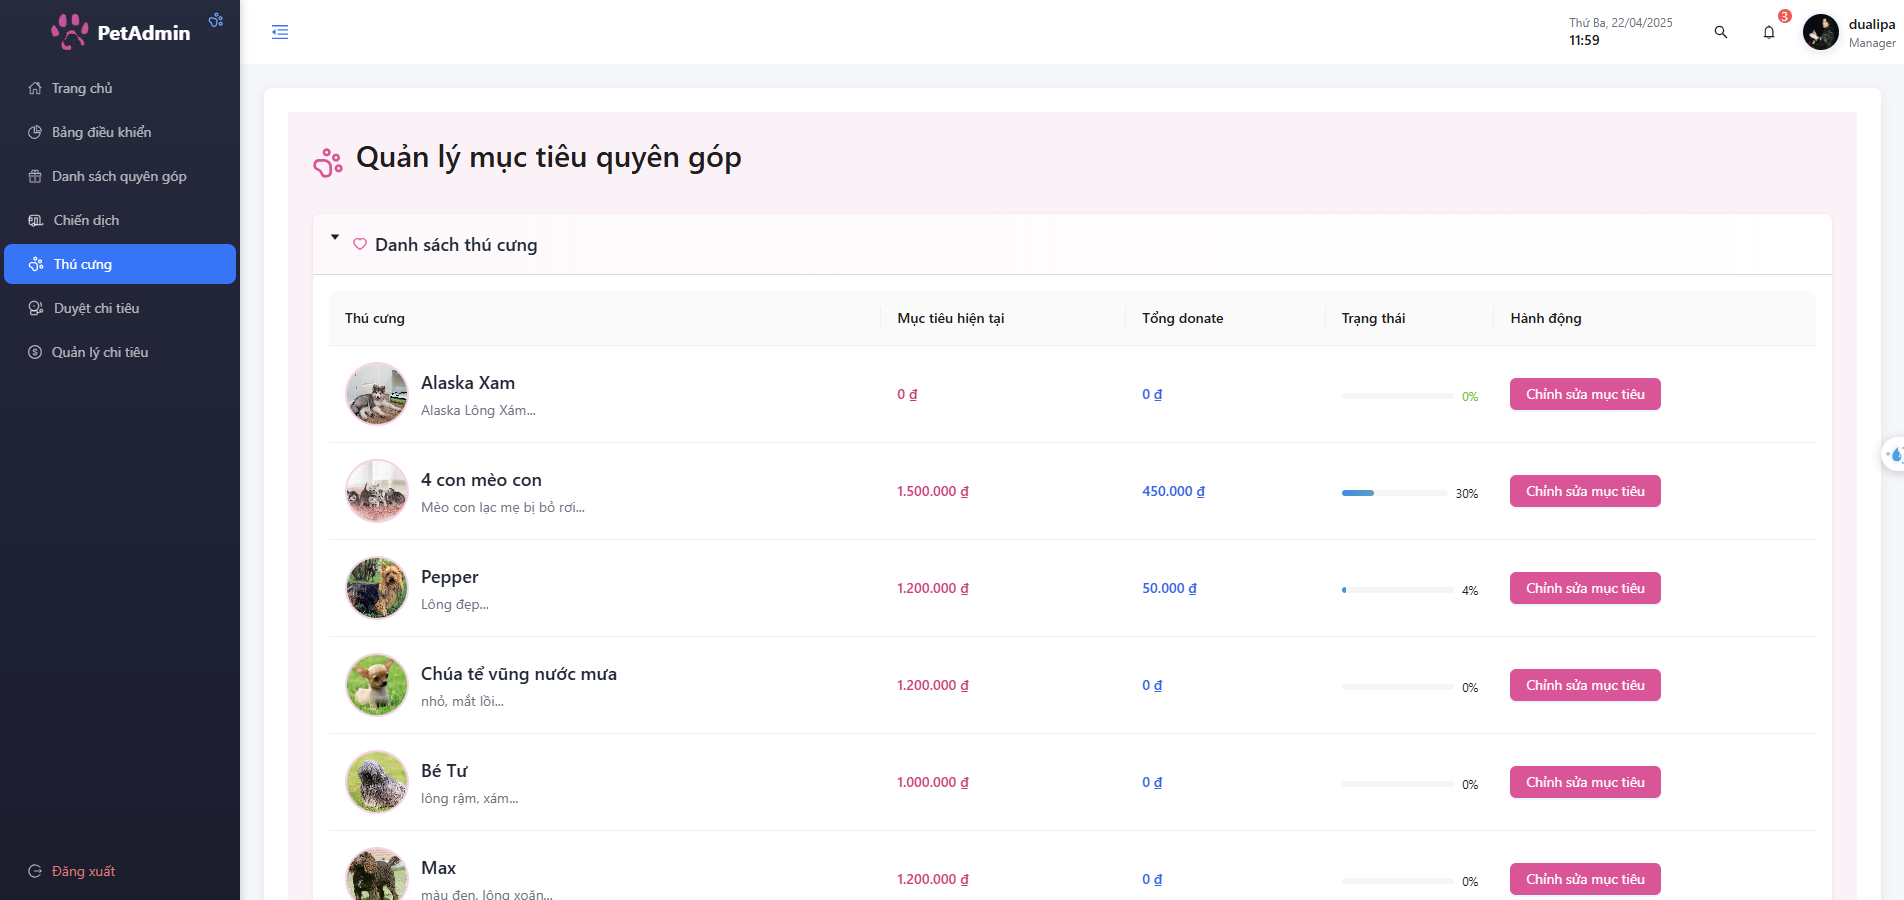 PetAdmin
Trang chủ
Bảng điều khiển
Danh sách quyên góp
Chiến dịch
Thú cưng
Duyệt chi tiêu
Quản lý chi tiêu
Đăng xuất
Thứ Ba, 22/04/2025
11:59
3
dualipa
Manager
Quản lý mục tiêu quyên góp
Danh sách thú cưng
Thú cưng Mục tiêu hiện tại Tổng donate Trạng thái Hành động
Alaska Xam
Alaska Lông Xám...
0 ₫ 0 ₫ 0% Chỉnh sửa mục tiêu
4 con mèo con
Mèo con lạc mẹ bị bỏ rơi...
1.500.000 ₫ 450.000 ₫ 30% Chỉnh sửa mục tiêu
Pepper
Lông đẹp...
1.200.000 ₫ 50.000 ₫ 4% Chỉnh sửa mục tiêu
Chúa tể vũng nước mưa
nhỏ, mắt lồi...
1.200.000 ₫ 0 ₫ 0% Chỉnh sửa mục tiêu
Bé Tư
lông rậm, xám...
1.000.000 ₫ 0 ₫ 0% Chỉnh sửa mục tiêu
Max
màu đen, lông xoăn...
1.200.000 ₫ 0 ₫ 0% Chỉnh sửa mục tiêu